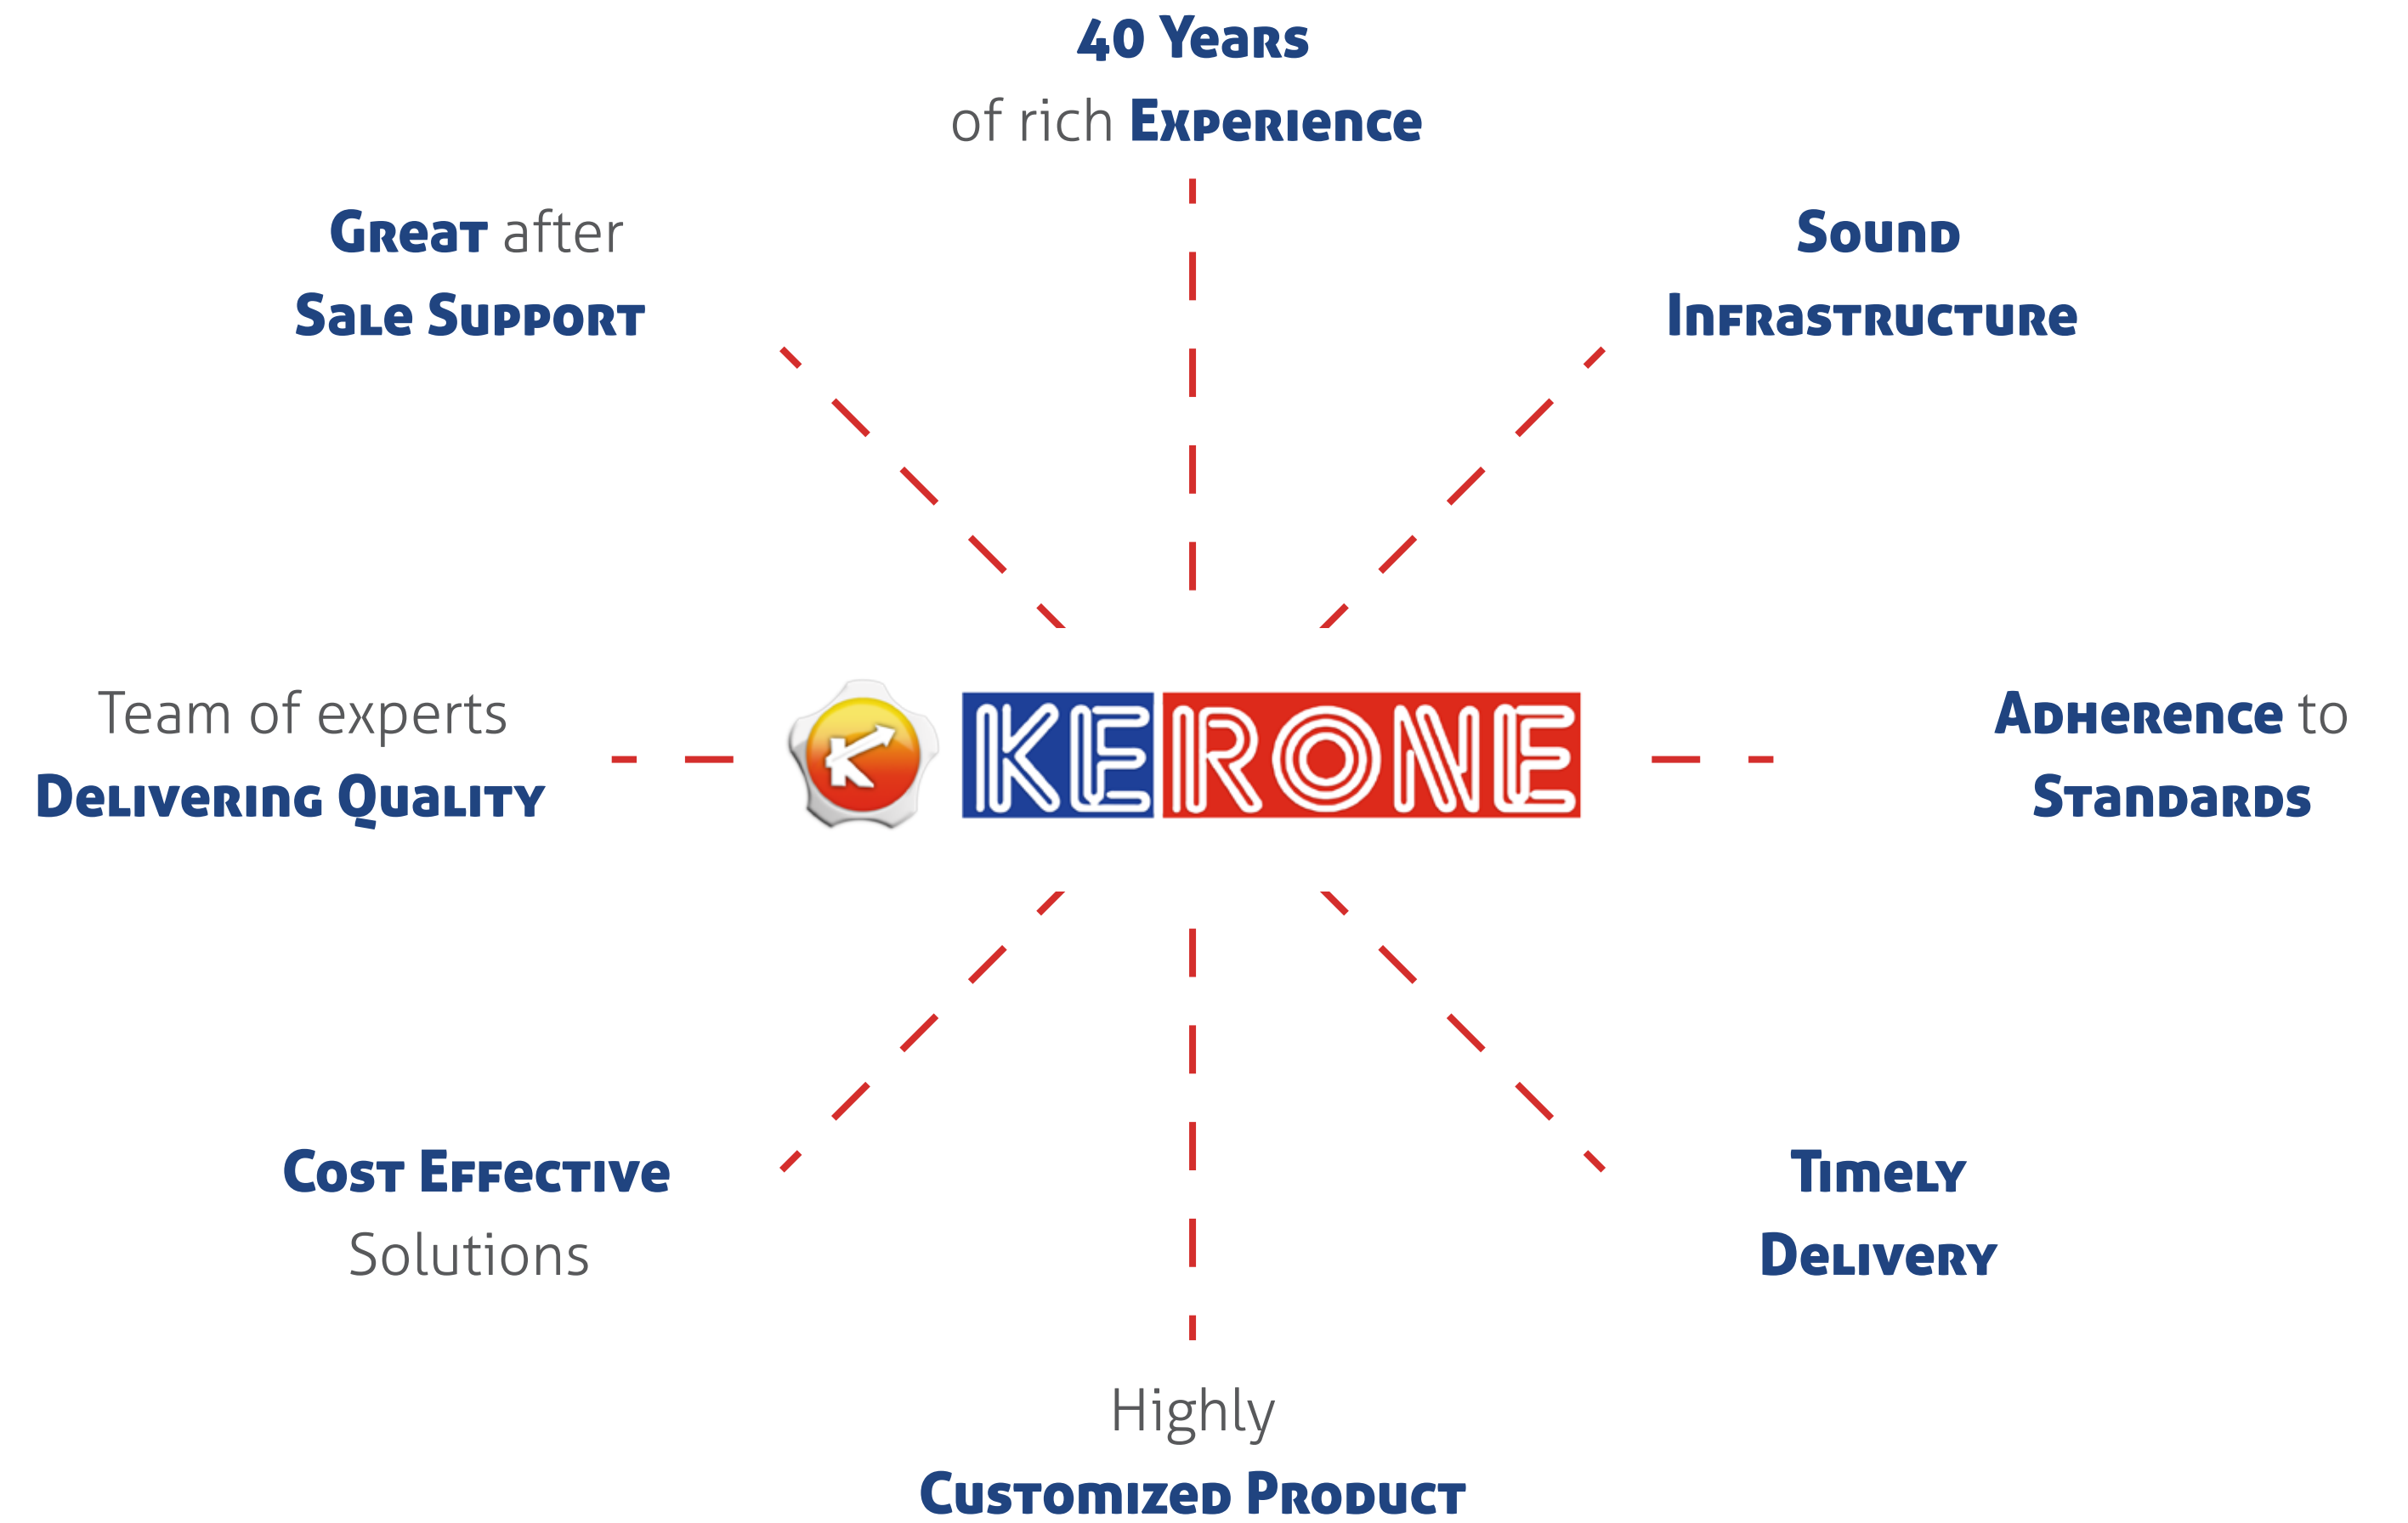 40 Years
of rich Experience
Great after
Sale Support
Sound
Infrastructure
Team of experts
Delivering Quality
K KERONE
Adherence to
Standards
Cost Effective
Solutions
Timely
Delivery
Highly
Customized Product